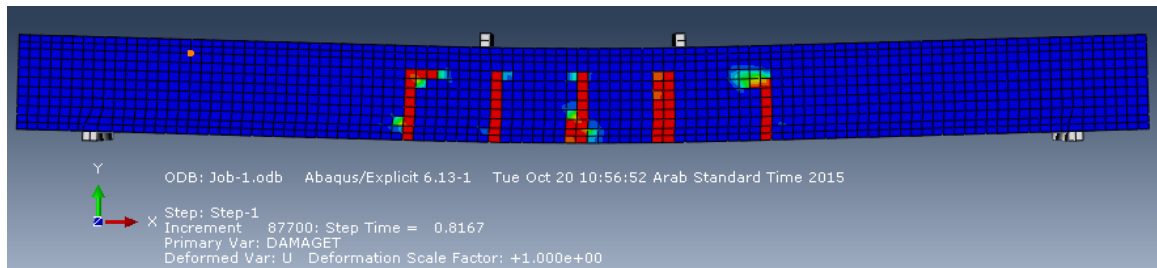 Y
ODB: Job-1.odb Abaqus/Explicit 6.13-1 Tue Oct 20 10:56:52 Arab Standard Time 2015
X
Step: Step-1
Increment 87700: Step Time = 0.8167
Primary Var: DAMAGET
Deformed Var: U Deformation Scale Factor: +1.000e+00